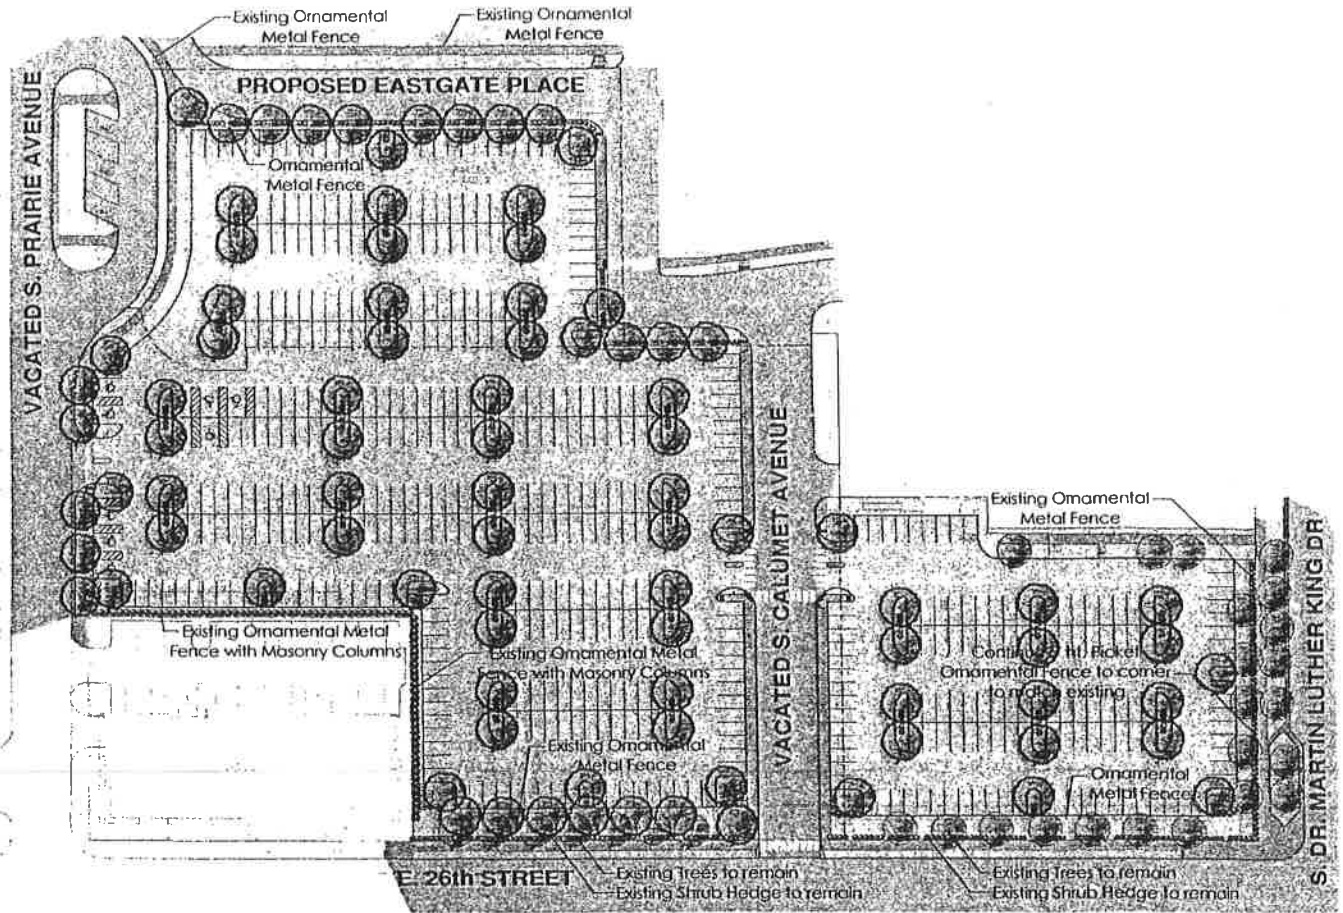 Existing Ornamental
Metal Fence
Existing Ornamental
Metal Fence
PROPOSED EASTGATE PLACE
VACATED S. PRAIRIE AVENUE
Ornamental
Metal Fence
VACATED S. CALUMET AVENUE
Existing Ornamental
Metal Fence
S. DR. MARTIN LUTHER KING DR
Existing Ornamental Metal
Fence with Masonry Columns
Existing Ornamental Metal
Fence with Masonry Columns
Picket
Ornamental Fence to corner
to match existing
Existing Ornamental
Metal Fence
Ornamental
Metal Fence
E. 26th STREET
Existing Trees to remain
Existing Shrub Hedge to remain
Existing Trees to remain
Existing Shrub Hedge to remain